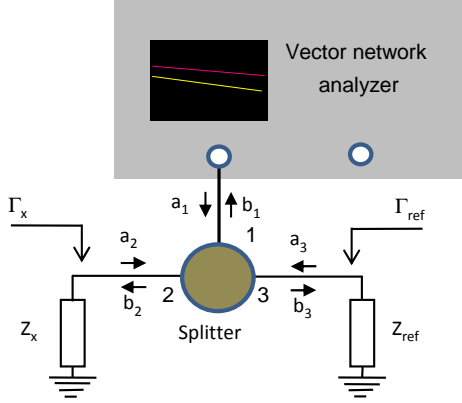 Vector network
analyzer
Γx
a1
b1
Γref
a2
1
a3
b2
2
3
b3
Zx
Splitter
Zref